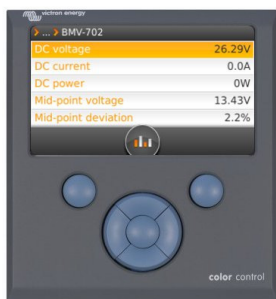 victron energy
> ... > BMV-702
DC voltage 26.29V
DC current 0.0A
DC power 0W
Mid-point voltage 13.43V
Mid-point deviation 2.2%
color control